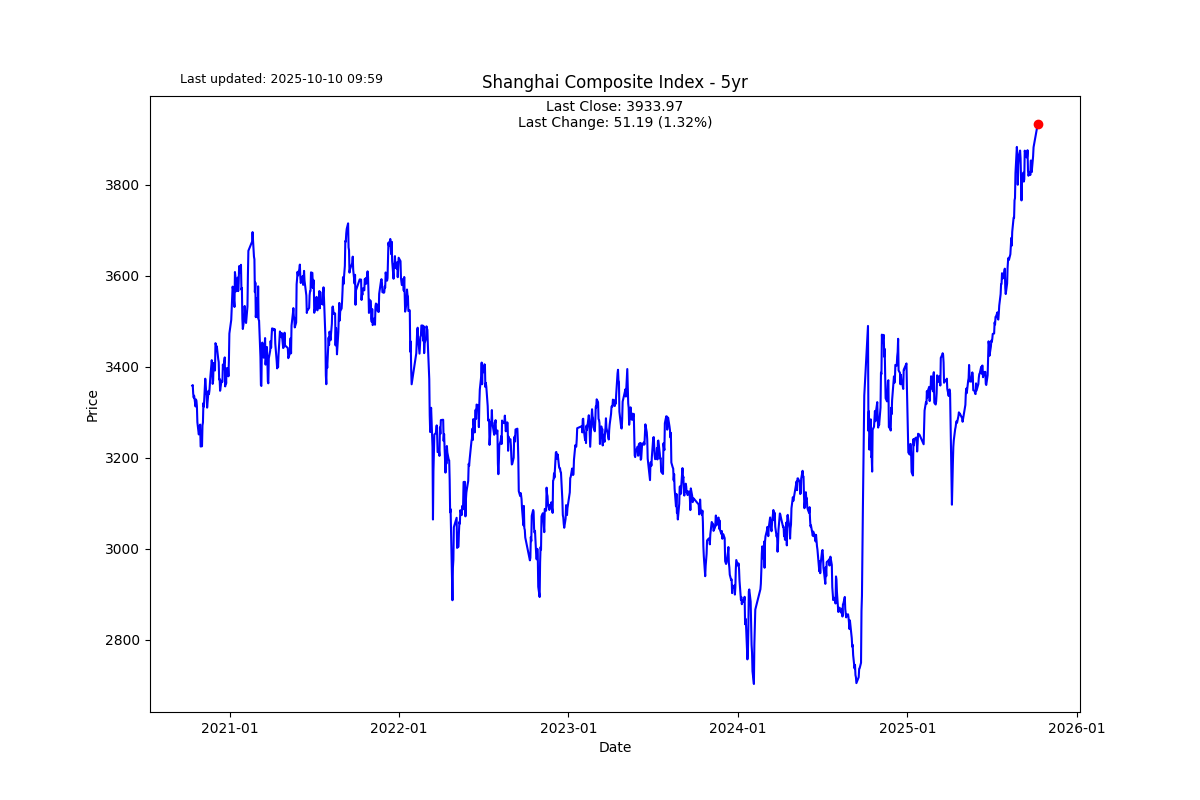 Last updated: 2025-10-10 09:59
Shanghai Composite Index - 5yr
Last Close: 3933.97
Last Change: 51.19 (1.32%)
3800
3600
3400
3200
3000
2800
Price
2021-01
2022-01
2023-01
2024-01
2025-01
2026-01
Date